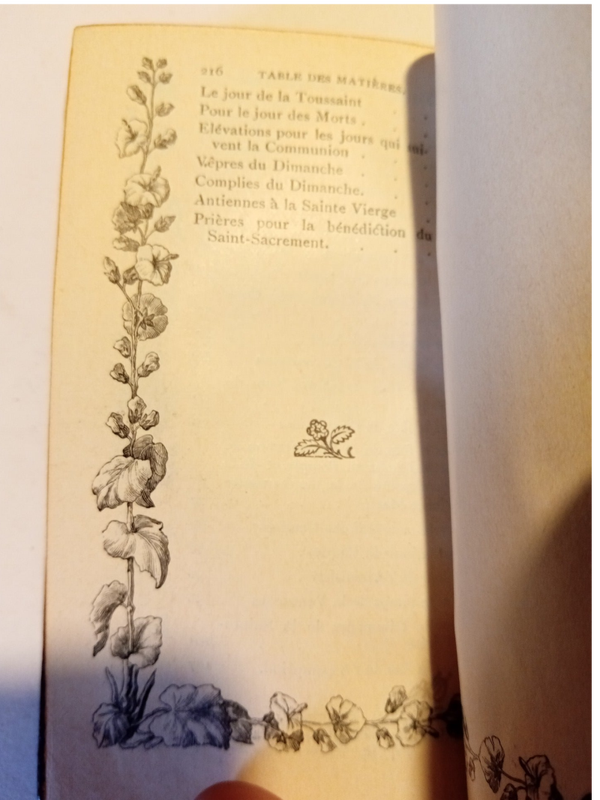 216 TABLE DES MATIÈRES.
Le jour de la Toussaint
Pour le jour des Morts .
Elévations pour les jours qui sui-
vent la Communion .
Vêpres du Dimanche
Complies du Dimanche.
Antiennes à la Sainte Vierge
Prières pour la bénédiction du
Saint-Sacrement.